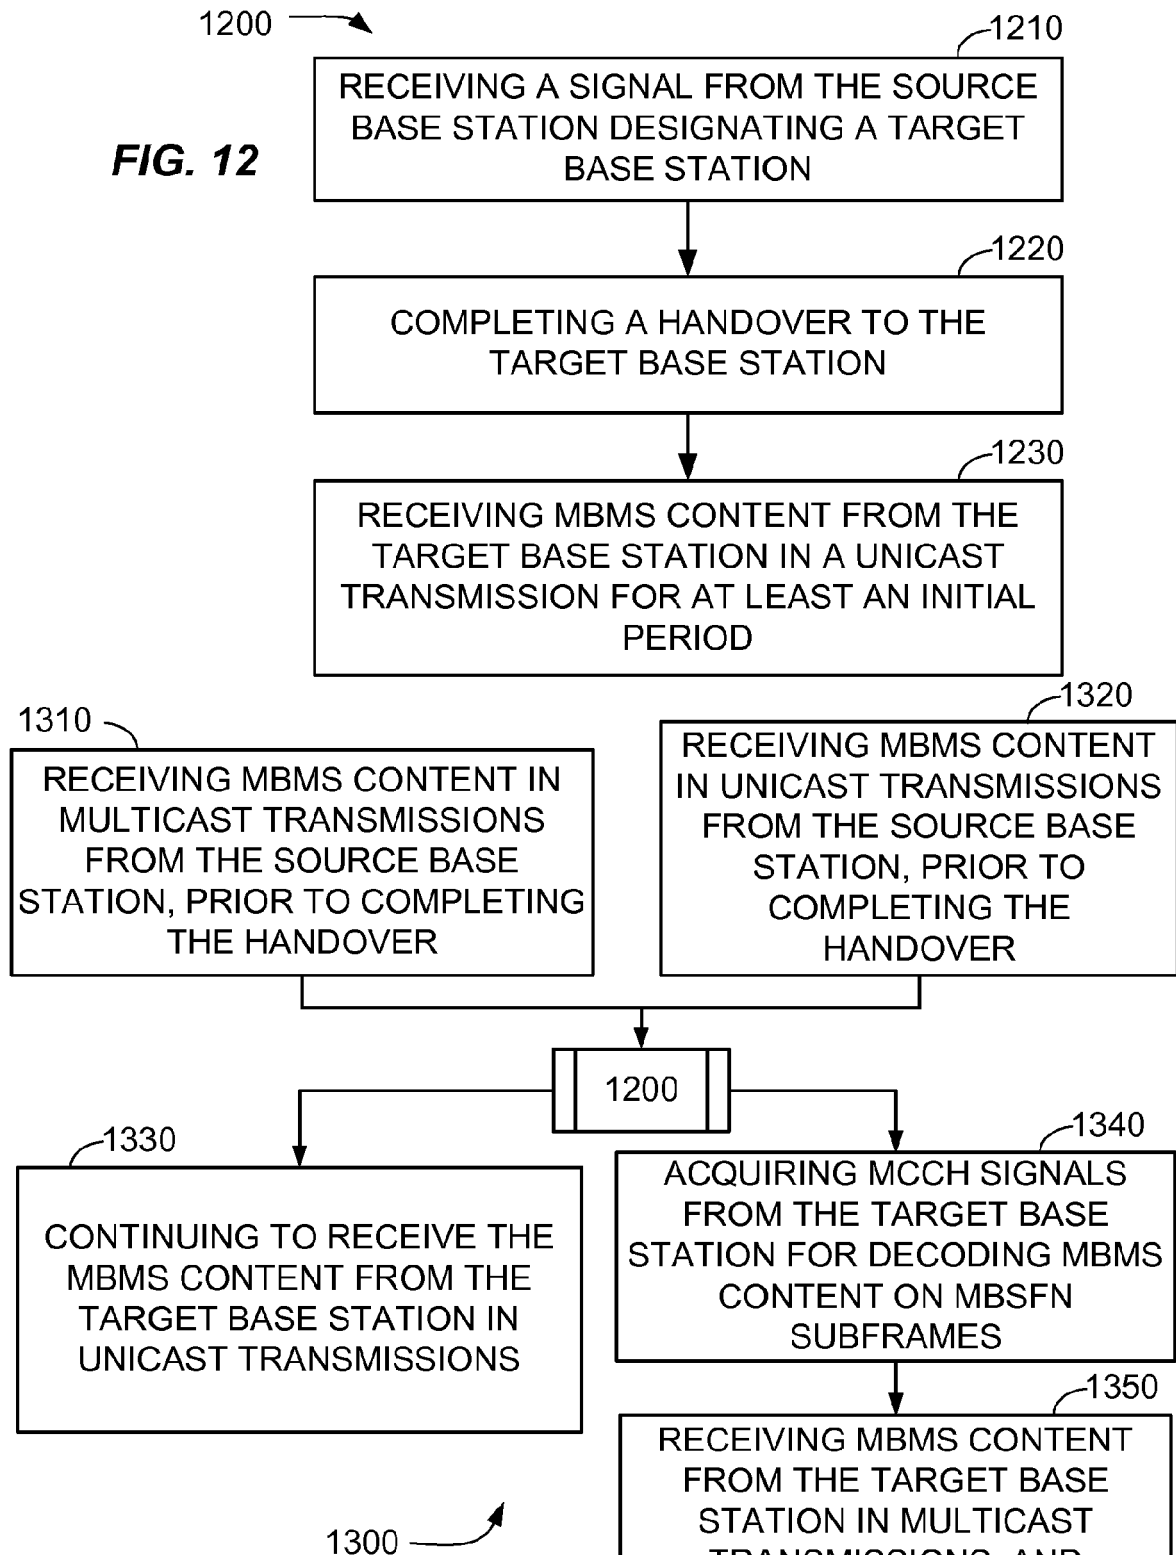 1200
1210
RECEIVING A SIGNAL FROM THE SOURCE
BASE STATION DESIGNATING A TARGET
BASE STATION
FIG. 12
1220
COMPLETING A HANDOVER TO THE
TARGET BASE STATION
1230
RECEIVING MBMS CONTENT FROM THE
TARGET BASE STATION IN A UNICAST
TRANSMISSION FOR AT LEAST AN INITIAL
PERIOD
1310
RECEIVING MBMS CONTENT IN
MULTICAST TRANSMISSIONS
FROM THE SOURCE BASE
STATION, PRIOR TO COMPLETING
THE HANDOVER
1320
RECEIVING MBMS CONTENT
IN UNICAST TRANSMISSIONS
FROM THE SOURCE BASE
STATION, PRIOR TO
COMPLETING THE
HANDOVER
1200
1330
CONTINUING TO RECEIVE THE
MBMS CONTENT FROM THE
TARGET BASE STATION IN
UNICAST TRANSMISSIONS
1340
ACQUIRING MCCH SIGNALS
FROM THE TARGET BASE
STATION FOR DECODING MBMS
CONTENT ON MBSFN
SUBFRAMES
1350
RECEIVING MBMS CONTENT
FROM THE TARGET BASE
STATION IN MULTICAST
TRANSMISSIONS, AND
1300